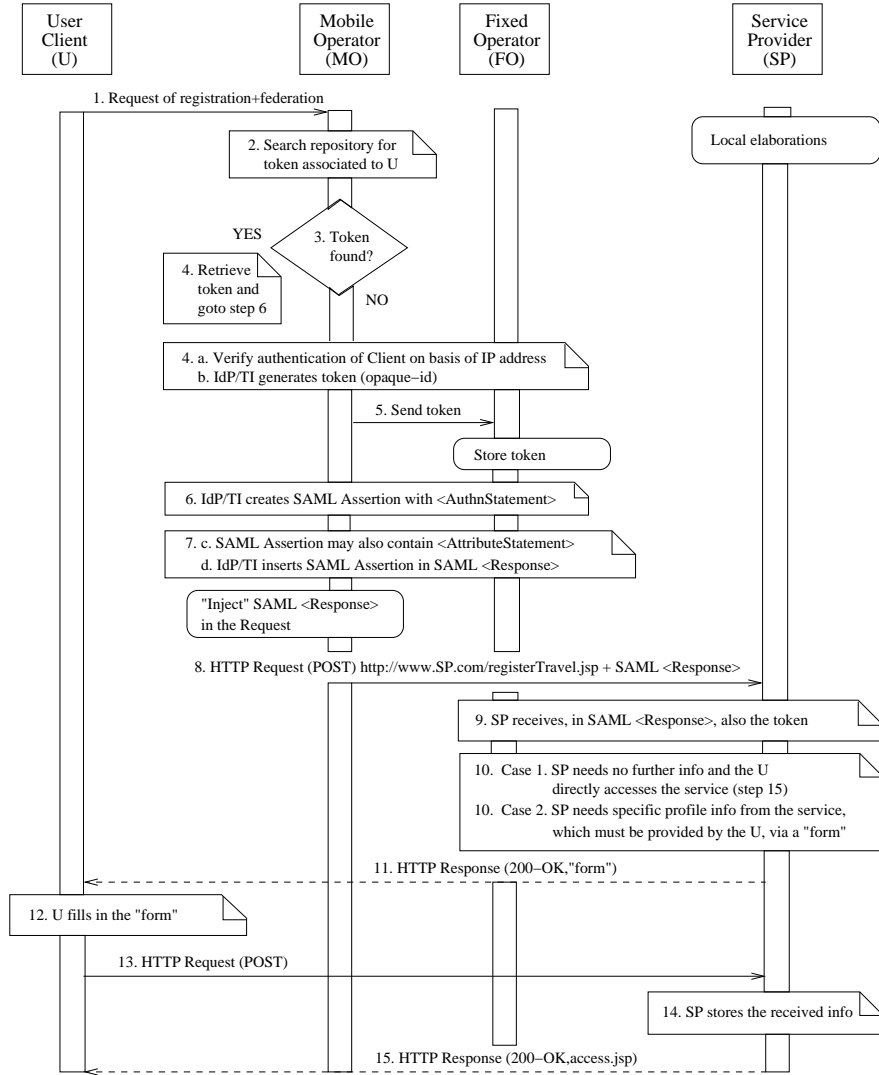 User
Client
(U)
Mobile
Operator
(MO)
Fixed
Operator
(FO)
Service
Provider
(SP)
1. Request of registration+federation
Local elaborations
2. Search repository for
token associated to U
YES
3. Token
found?
4. Retrieve
token and
goto step 6
NO
4. a. Verify authentication of Client on basis of IP address
b. IdP/TI generates token (opaque−id)
5. Send token
Store token
6. IdP/TI creates SAML Assertion with <AuthnStatement>
7. c. SAML Assertion may also contain <AttributeStatement>
d. IdP/TI inserts SAML Assertion in SAML <Response>
"Inject" SAML <Response>
in the Request
8. HTTP Request (POST) http://www.SP.com/registerTravel.jsp + SAML <Response>
9. SP receives, in SAML <Response>, also the token
10. Case 1. SP needs no further info and the U
directly accesses the service (step 15)
10. Case 2. SP needs specific profile info from the service,
which must be provided by the U, via a "form"
11. HTTP Response (200−OK,"form")
12. U fills in the "form"
13. HTTP Request (POST)
14. SP stores the received info
15. HTTP Response (200−OK,access.jsp)